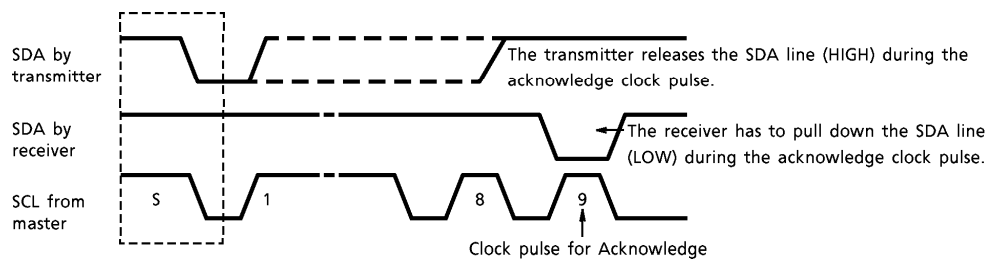 SDA by
transmitter
The transmitter releases the SDA line (HIGH) during the
acknowledge clock pulse.
SDA by
receiver
The receiver has to pull down the SDA line
(LOW) during the acknowledge clock pulse.
SCL from
master
S
1
8
9
Clock pulse for Acknowledge